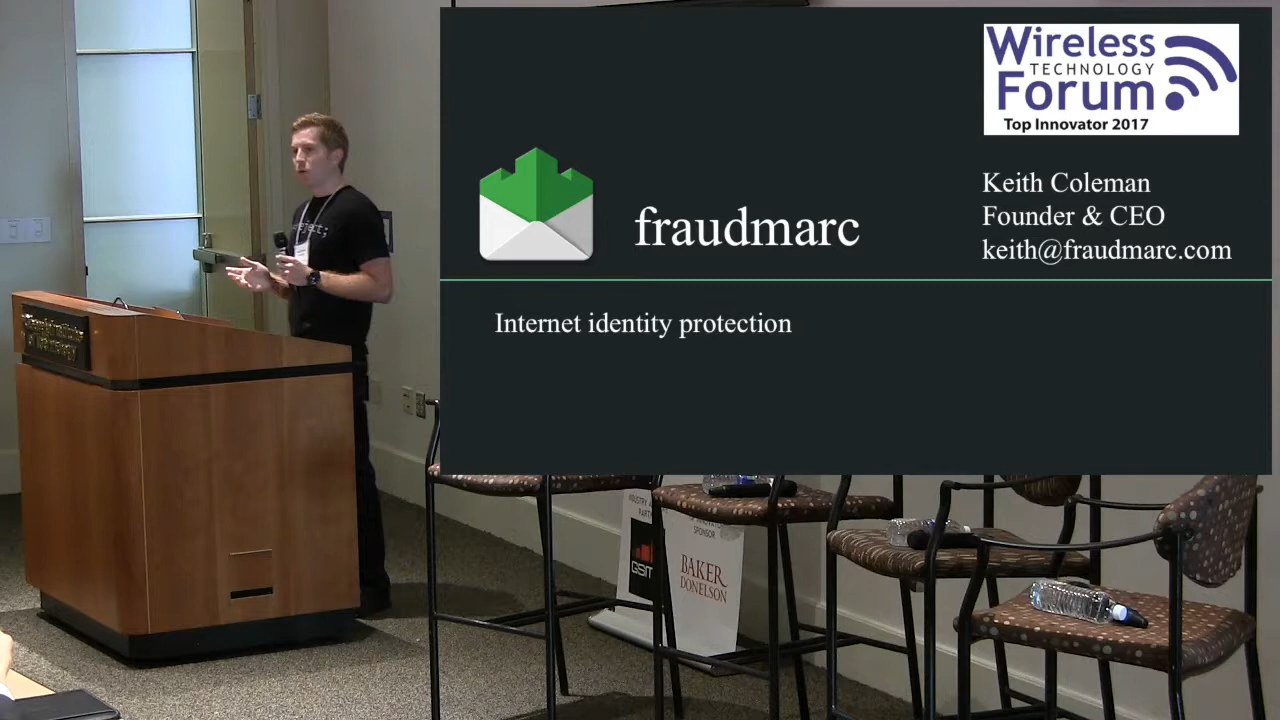 Wireless
TECHNOLOGY
Forum
Top Innovator 2017
fraudmarc
Keith Coleman
Founder & CEO
keith@fraudmarc.com
Internet identity protection
SPONSOR
BAKER
DONELSON